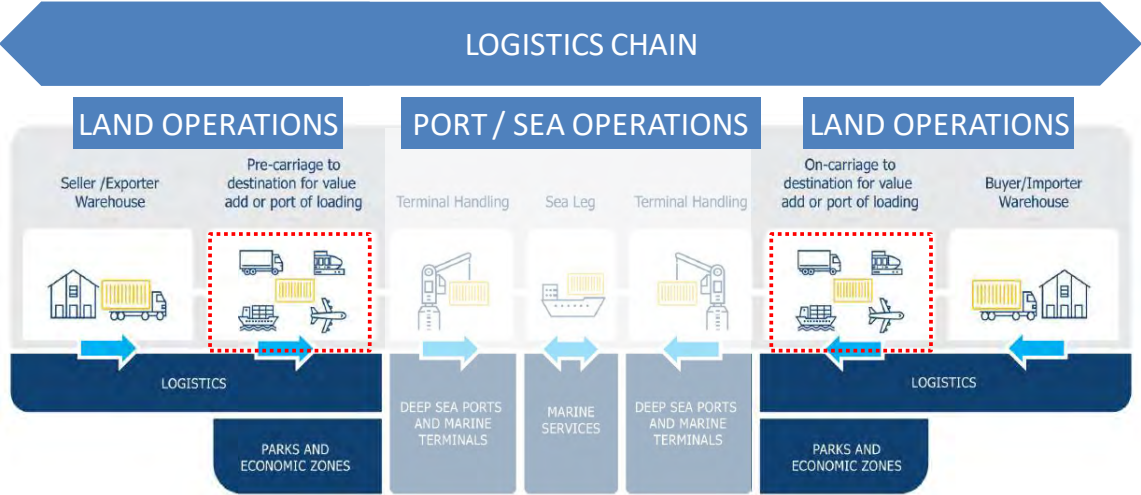 LOGISTICS CHAIN
LAND OPERATIONS
PORT / SEA OPERATIONS
LAND OPERATIONS
Seller /Exporter
Warehouse
Pre-carriage to
destination for value
add or port of loading
Terminal Handling
Sea Leg
Terminal Handling
On-carriage to
destination for value
add or port of loading
Buyer/Importer
Warehouse
LOGISTICS
DEEP SEA PORTS
AND MARINE
TERMINALS
MARINE
SERVICES
DEEP SEA PORTS
AND MARINE
TERMINALS
LOGISTICS
PARKS AND
ECONOMIC ZONES
PARKS AND
ECONOMIC ZONES